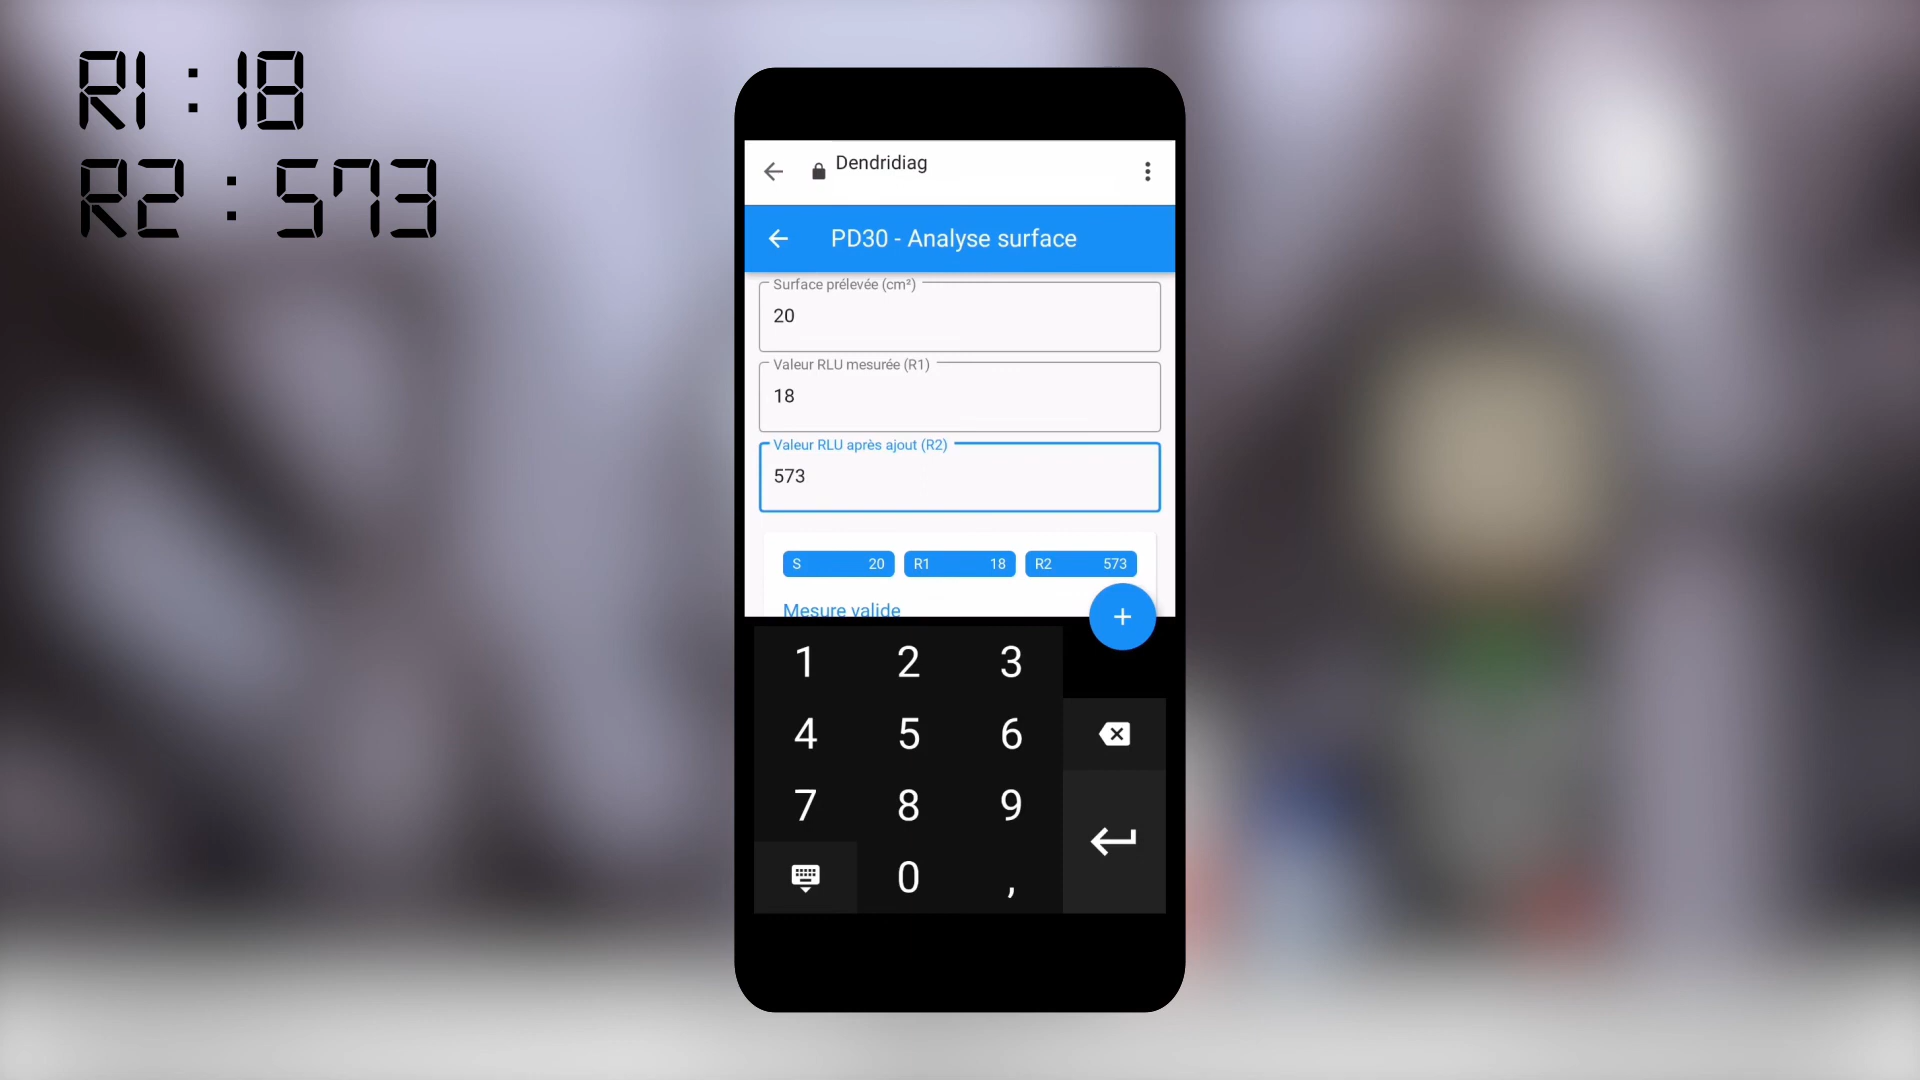 R1 : 18
R2 : 573
Dendridiag
PD30 - Analyse surface
Surface prélevée (cm²)
20
Valeur RLU mesurée (R1)
18
Valeur RLU après ajout (R2)
573
S 20 R1 18 R2 573
Mesure valide
+
1 2 3
4 5 6
7 8 9
0 ,